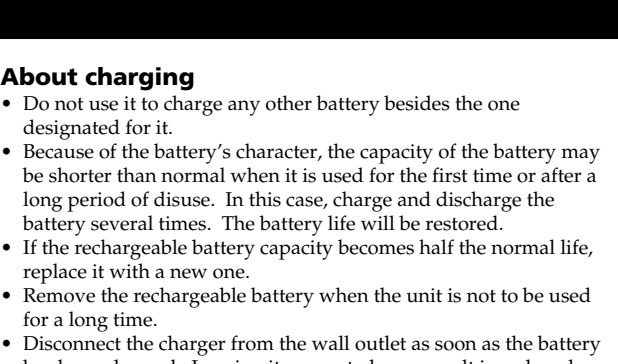 About charging
• Do not use it to charge any other battery besides the one
designated for it.
• Because of the battery’s character, the capacity of the battery may
be shorter than normal when it is used for the first time or after a
long period of disuse.  In this case, charge and discharge the
battery several times.  The battery life will be restored.
• If the rechargeable battery capacity becomes half the normal life,
replace it with a new one.
• Remove the rechargeable battery when the unit is not to be used
for a long time.
• Disconnect the charger from the wall outlet as soon as the battery